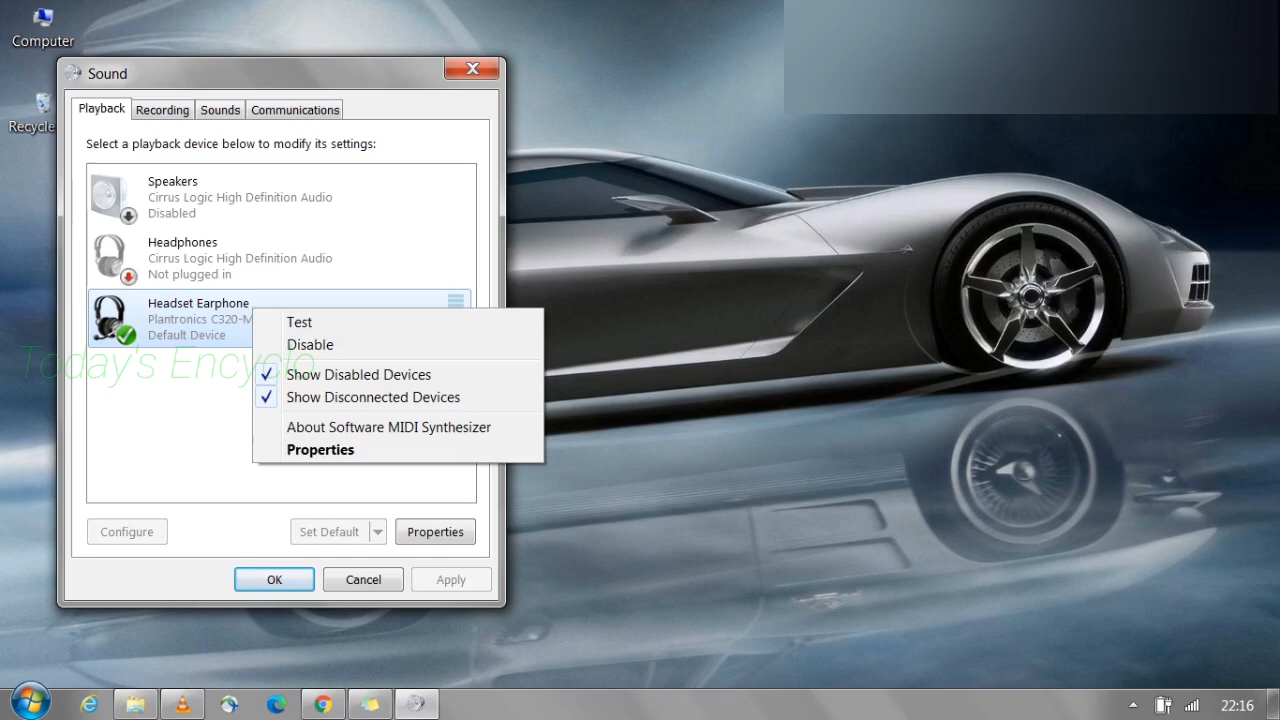 Computer
Recycle
Sound
Playback
Recording
Sounds
Communications
Select a playback device below to modify its settings:
Speakers
Cirrus Logic High Definition Audio
Disabled
Headphones
Cirrus Logic High Definition Audio
Not plugged in
Headset Earphone
Plantronics C320-M
Default Device
Today's Encyclo
Test
Disable
Show Disabled Devices
Show Disconnected Devices
About Software MIDI Synthesizer
Properties
Configure
Set Default
Properties
OK
Cancel
Apply
22:16